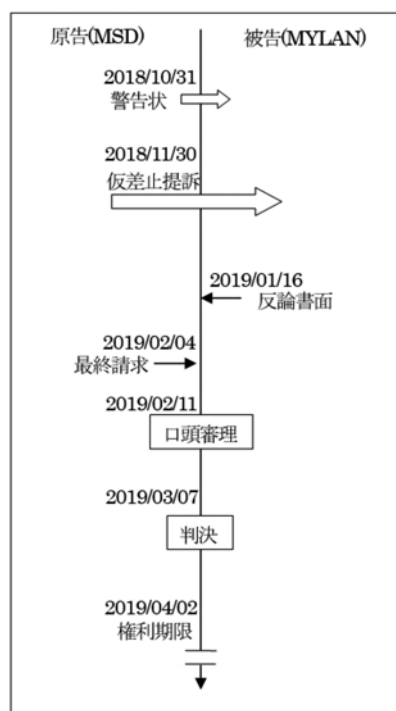 原告(MSD) 被告(MYLAN)
2018/10/31
警告状
2018/11/30
仮差止提訴
2019/01/16
反論書面
2019/02/04
最終請求
2019/02/11
口頭審理
2019/03/07
判決
2019/04/02
権利期限